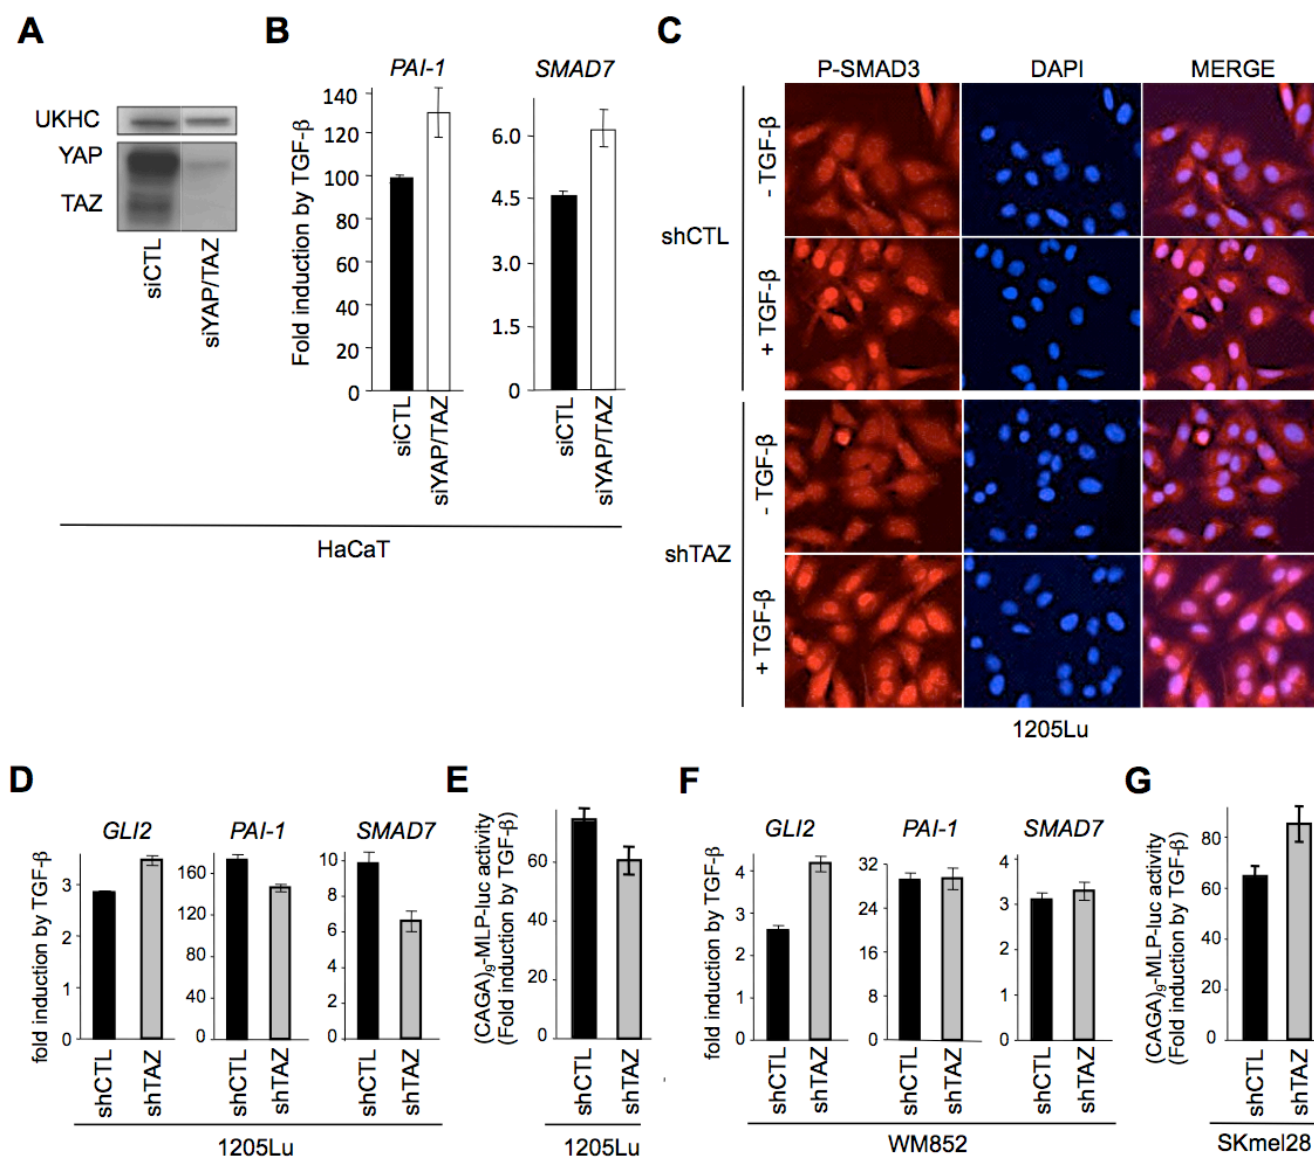 A
UKHC
YAP
TAZ
siCTL
siYAP/TAZ
B
PAI-1
SMAD7
Fold induction by TGF-β
140
120
100
80
60
40
20
0
6.0
4.5
3.0
1.5
0
siCTL
siYAP/TAZ
siCTL
siYAP/TAZ
HaCaT
C
P-SMAD3 DAPI MERGE
shCTL
- TGF-β
+ TGF-β
shTAZ
- TGF-β
+ TGF-β
1205Lu
D
GLI2
PAI-1
SMAD7
fold induction by TGF-β
3
2
1
0
160
120
80
40
0
10
8
6
4
2
0
shCTL
shTAZ
shCTL
shTAZ
shCTL
shTAZ
1205Lu
E
(CAGA)₉-MLP-luc activity
(Fold induction by TGF-β)
60
40
20
0
shCTL
shTAZ
1205Lu
F
GLI2
PAI-1
SMAD7
fold induction by TGF-β
4
3
2
1
0
32
24
16
8
0
4
3
2
1
0
shCTL
shTAZ
shCTL
shTAZ
shCTL
shTAZ
WM852
G
(CAGA)₉-MLP-luc activity
(Fold induction by TGF-β)
80
60
40
20
0
shCTL
shTAZ
SKmel28